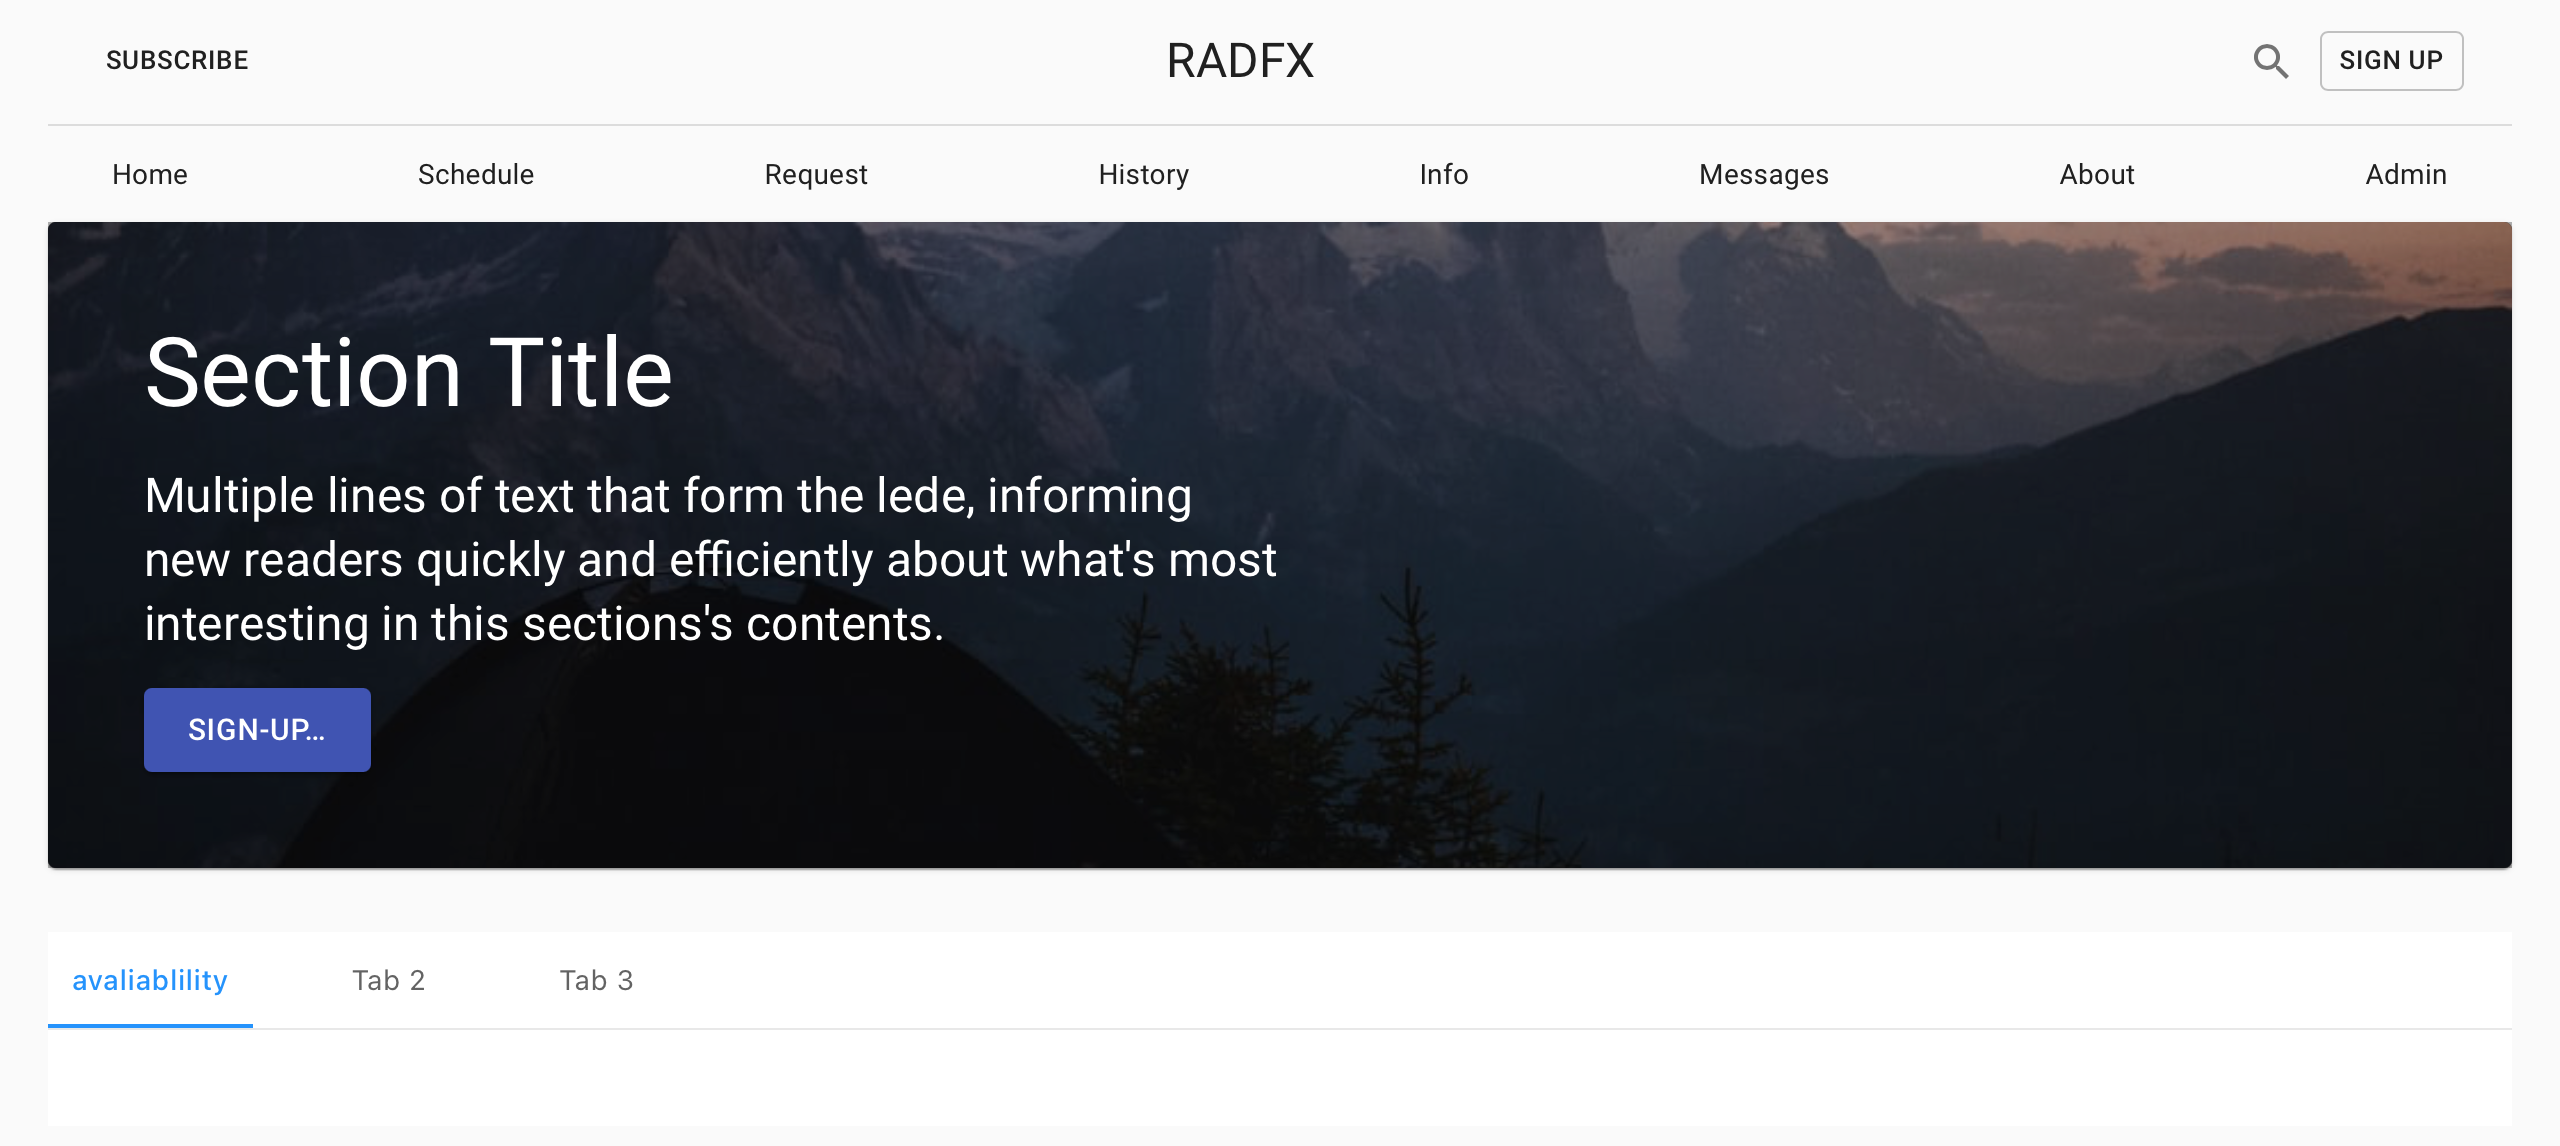 SUBSCRIBE
RADFX
SIGN UP
Home
Schedule
Request
History
Info
Messages
About
Admin
Section Title
Multiple lines of text that form the lede, informing
new readers quickly and efficiently about what's most
interesting in this sections's contents.
SIGN-UP...
avaliablility
Tab 2
Tab 3